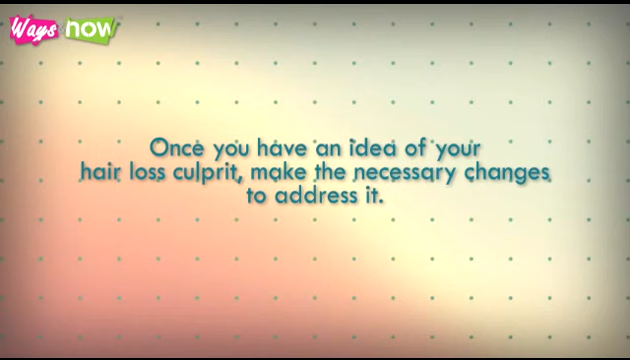 Ways now
Once you have an idea of your
hair loss culprit, make the necessary changes
to address it.